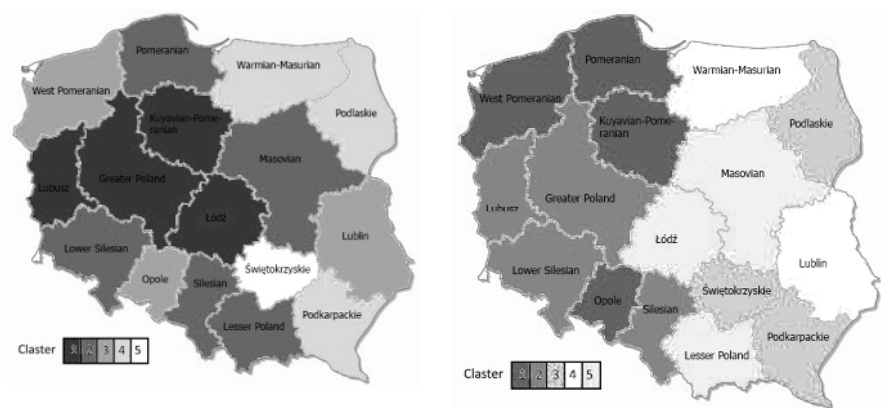 Pomeranian
Warmian-Masurian
West Pomeranian
Podlaskie
Kuyavian-Pome-
ranian
Masovian
Greater Poland
Lubusz
Łódź
Lublin
Lower Silesian
Świętokrzyskie
Opole
Silesian
Podkarpackie
Lesser Poland
Claster 1 2 3 4 5
Pomeranian
Warmian-Masurian
West Pomeranian
Kuyavian-Pome-
ranian
Podlaskie
Masovian
Greater Poland
Lubusz
Łódź
Lublin
Lower Silesian
Świętokrzyskie
Opole
Silesian
Podkarpackie
Lesser Poland
Claster 1 2 3 4 5